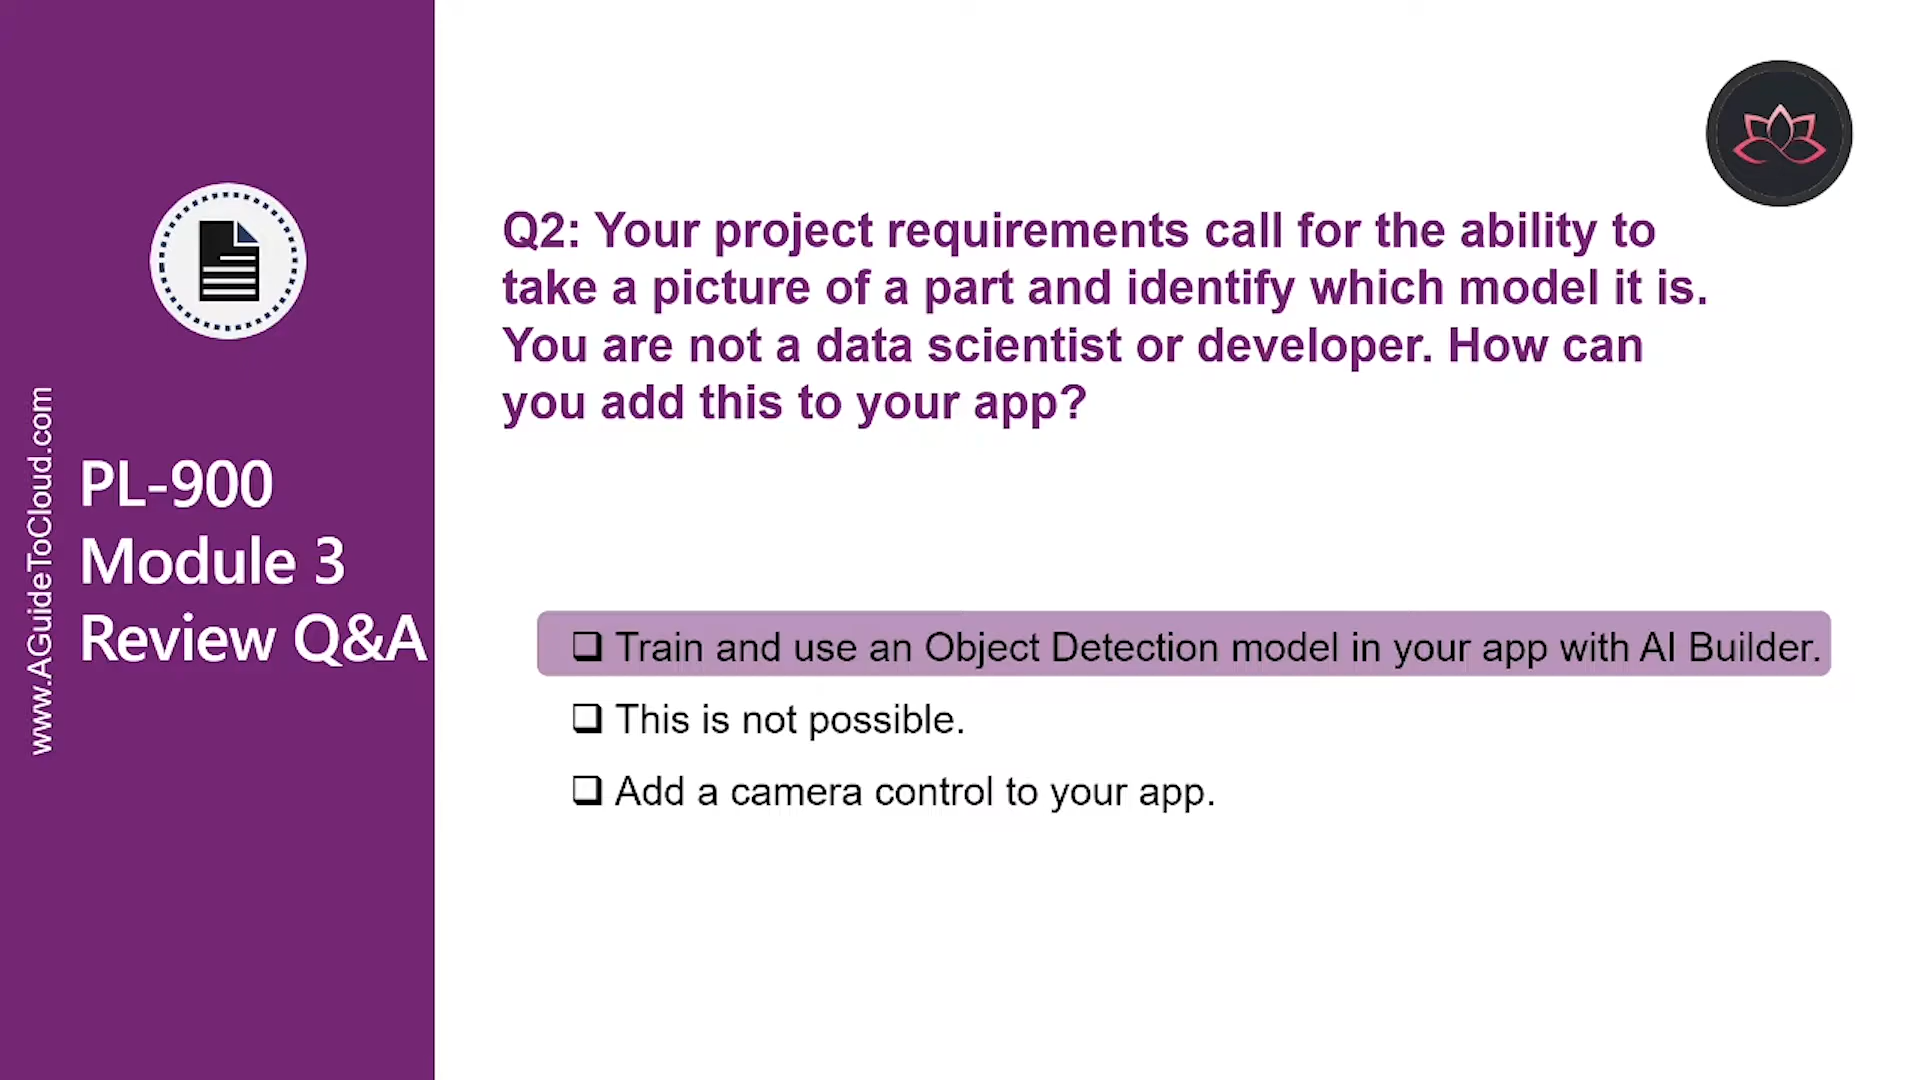 www.AGuideToCloud.com
PL-900
Module 3
Review Q&A
Q2: Your project requirements call for the ability to
take a picture of a part and identify which model it is.
You are not a data scientist or developer. How can
you add this to your app?
❑ Train and use an Object Detection model in your app with AI Builder.
❑ This is not possible.
❑ Add a camera control to your app.